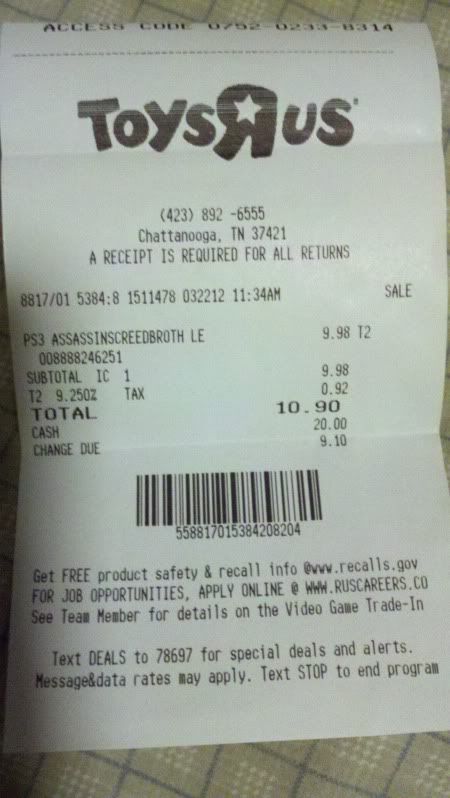 ACCESS CODE 0752-0233-8314
TOYSRUS
(423) 892 -6555
Chattanooga, TN 37421
A RECEIPT IS REQUIRED FOR ALL RETURNS
8817/01 5384:8 1511478 032212 11:34AM SALE
PS3 ASSASSINSCREEDBROTH LE 9.98 T2
008888246251
SUBTOTAL IC 1 9.98
T2 9.250% TAX 0.92
TOTAL 10.90
CASH 20.00
CHANGE DUE 9.10
558817015384208204
Get FREE product safety & recall info @www.recalls.gov
FOR JOB OPPORTUNITIES, APPLY ONLINE @ WWW.RUSCAREERS.CO
See Team Member for details on the Video Game Trade-In
Text DEALS to 78697 for special deals and alerts.
Message&data rates may apply. Text STOP to end program